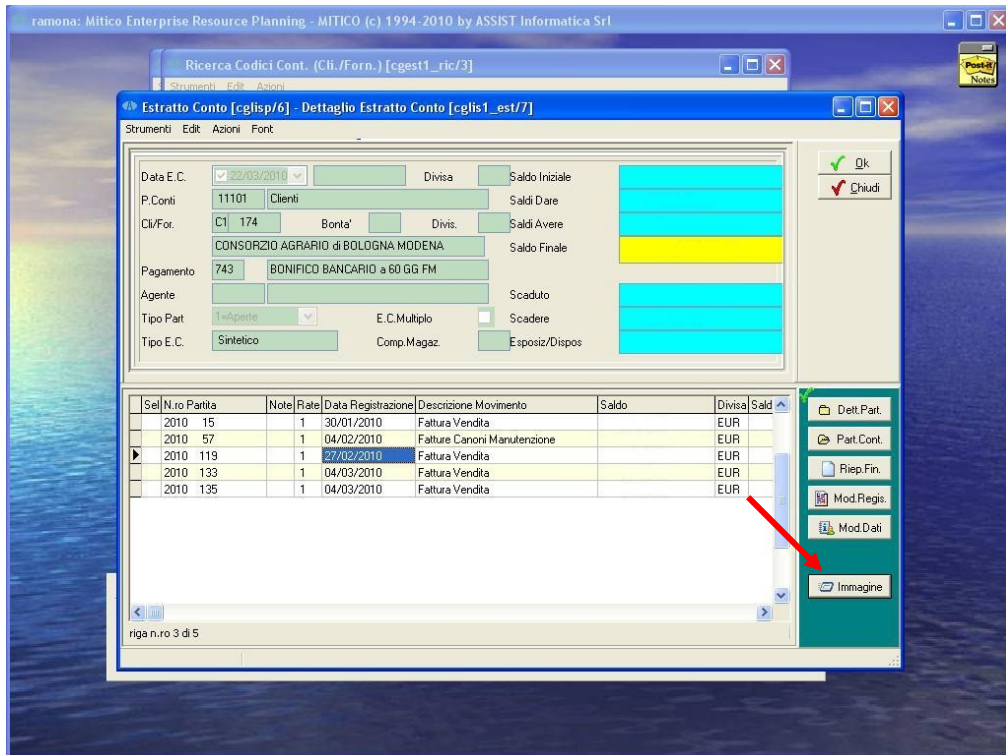 ramona: Mitico Enterprise Resource Planning - MITICO (c) 1994-2010 by ASSIST Informatica Srl
Post-it
Notes
Ricerca Codici Cont. (Cli./Forn.) [cgest1_ric/3]
Strumenti Edit Azioni
Estratto Conto [cglisp/6] - Dettaglio Estratto Conto [cglis1_est/7]
Strumenti Edit Azioni Font
Data E.C. 22/03/2010 Divisa Saldo Iniziale
P.Conti 11101 Clienti Saldi Dare
Cli/For. C1 174 Bonta' Divis. Saldi Avere
CONSORZIO AGRARIO di BOLOGNA MODENA Saldo Finale
Pagamento 743 BONIFICO BANCARIO a 60 GG FM
Agente Scaduto
Tipo Part 1=Aperte E.C.Multiplo Scadere
Tipo E.C. Sintetico Comp.Magaz. Esposiz/Dispos
Ok
Chiudi
Sel N.ro Partita Note Rate Data Registrazione Descrizione Movimento Saldo Divisa Sald
2010 15 1 30/01/2010 Fattura Vendita EUR
2010 57 1 04/02/2010 Fatture Canoni Manutenzione EUR
2010 119 1 27/02/2010 Fattura Vendita EUR
2010 133 1 04/03/2010 Fattura Vendita EUR
2010 135 1 04/03/2010 Fattura Vendita EUR
Dett.Part.
Part.Cont.
Riep.Fin.
Mod.Regis.
Mod.Dati
Immagine
riga n.ro 3 di 5